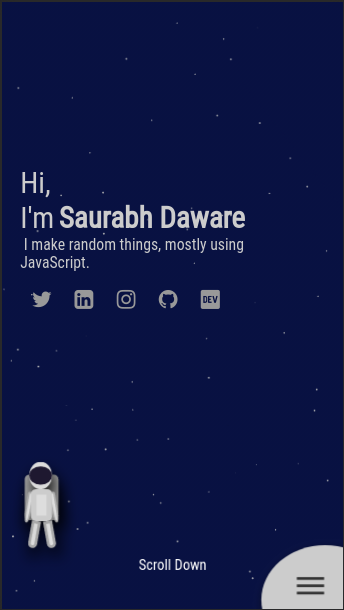 Hi,
I'm Saurabh Daware
I make random things, mostly using
JavaScript.
DEV
Scroll Down